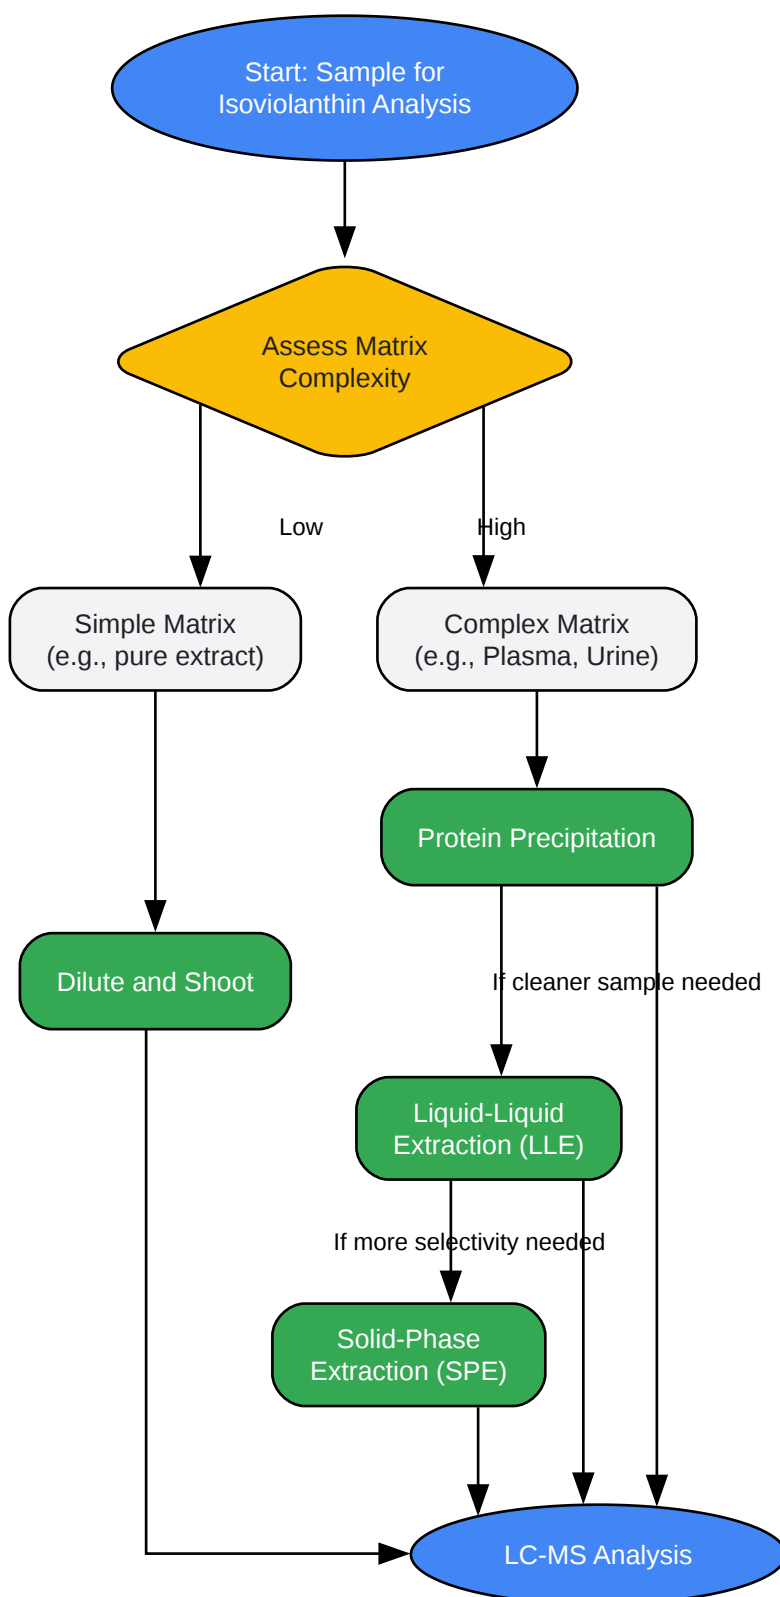 Start: Sample for
Isoviolanthin Analysis
Assess Matrix
Complexity
Low
High
Simple Matrix
(e.g., pure extract)
Complex Matrix
(e.g., Plasma, Urine)
Protein Precipitation
Dilute and Shoot
If cleaner sample needed
Liquid-Liquid
Extraction (LLE)
If more selectivity needed
Solid-Phase
Extraction (SPE)
LC-MS Analysis